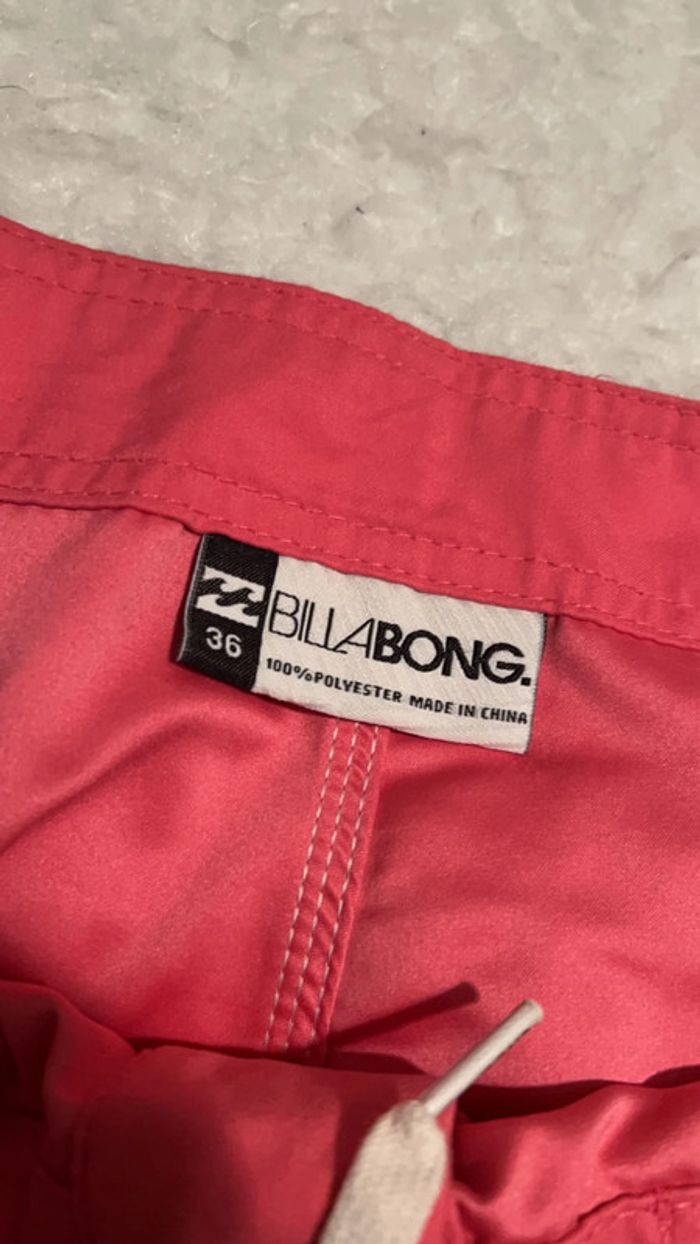 36
BILLABONG.
100% POLYESTER MADE IN CHINA